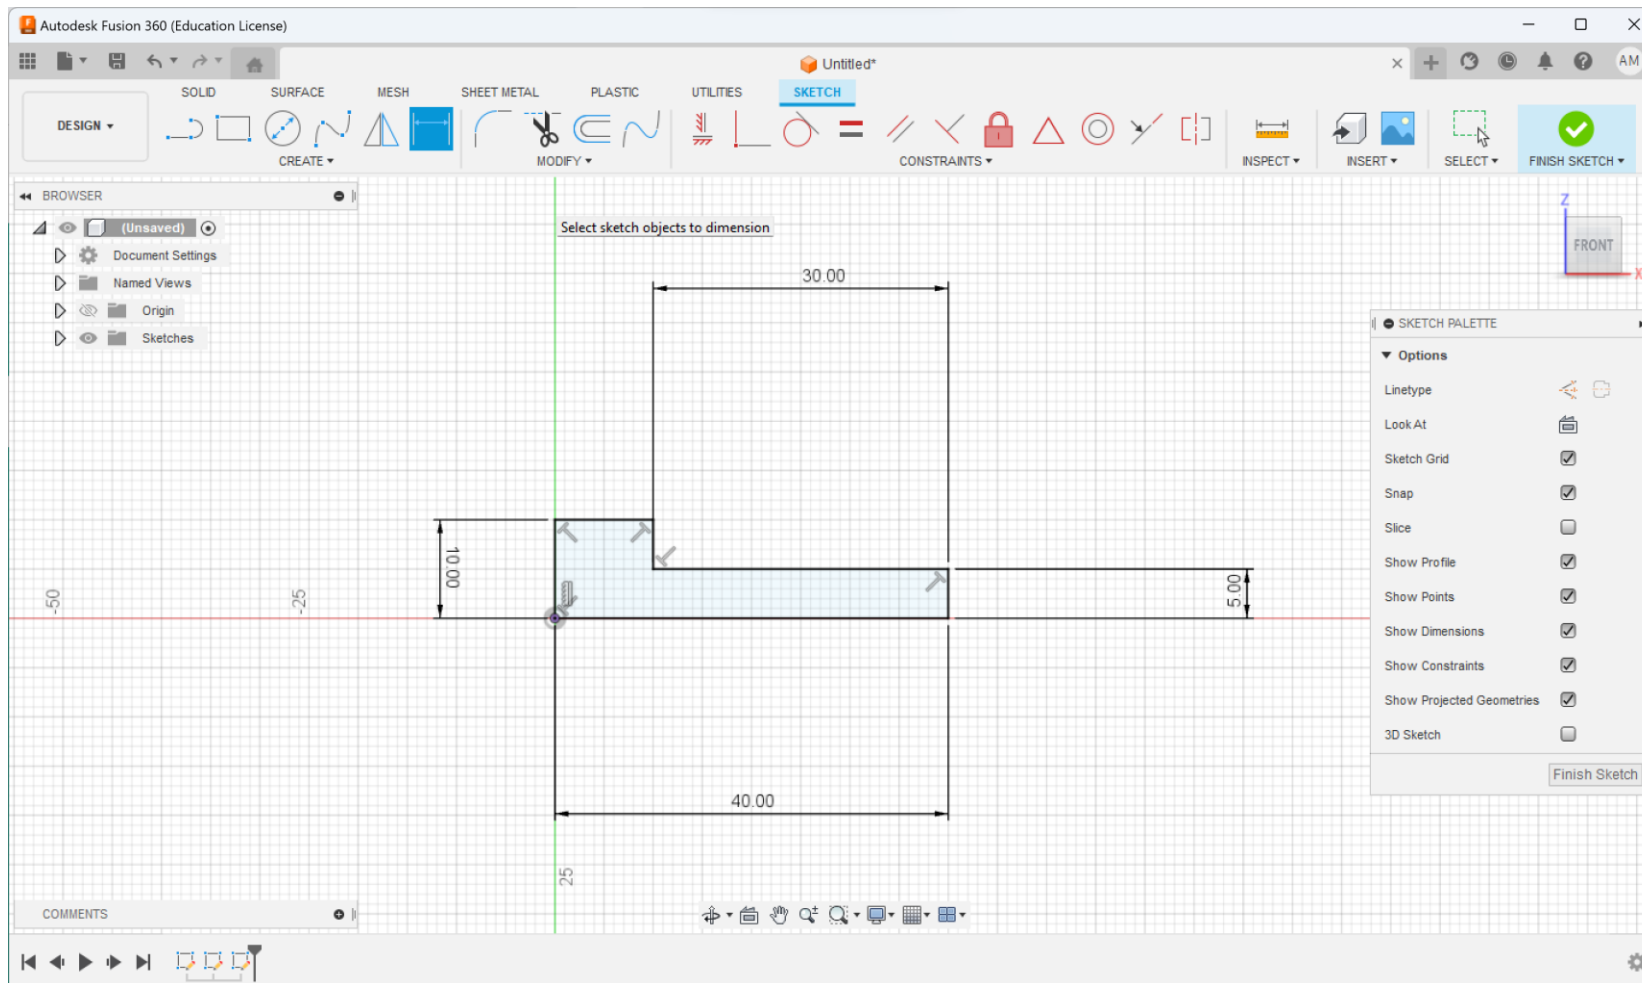 Autodesk Fusion 360 (Education License)
Untitled*
AM
SOLID SURFACE MESH SHEET METAL PLASTIC UTILITIES SKETCH
DESIGN
CREATE MODIFY CONSTRAINTS INSPECT INSERT SELECT FINISH SKETCH
BROWSER
(Unsaved)
Document Settings
Named Views
Origin
Sketches
Select sketch objects to dimension
Z
FRONT
X
30.00
10.00
5.00
40.00
-50
-25
25
SKETCH PALETTE
Options
Linetype
Look At
Sketch Grid
Snap
Slice
Show Profile
Show Points
Show Dimensions
Show Constraints
Show Projected Geometries
3D Sketch
Finish Sketch
COMMENTS